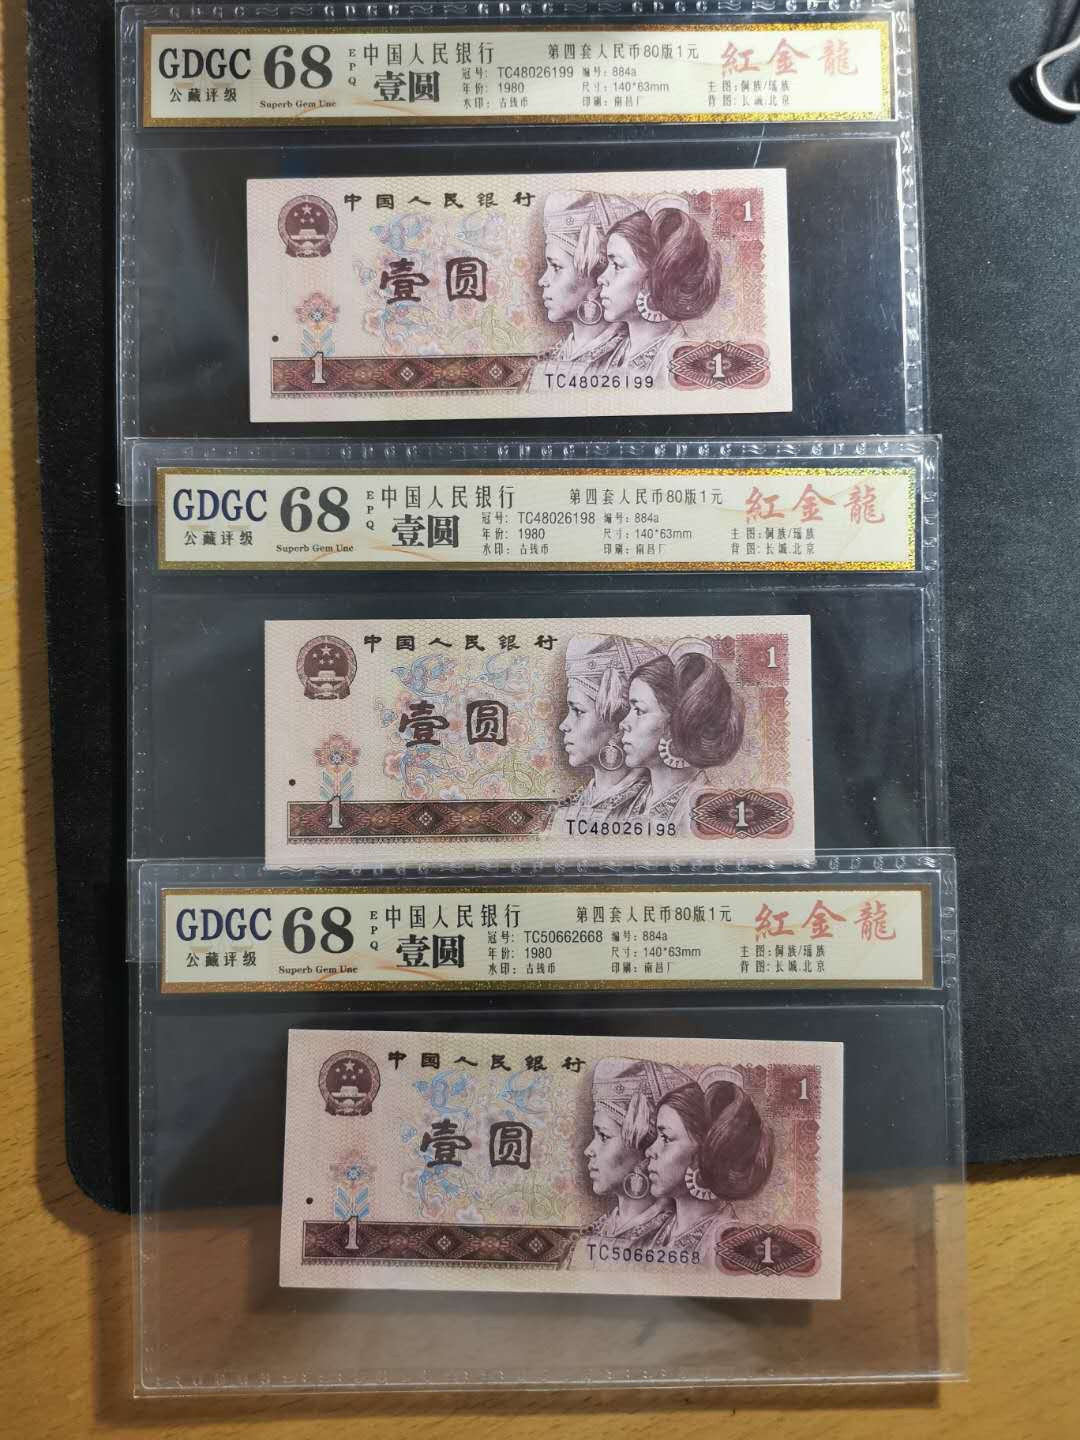 GDGC 68 EPQ 中国人民银行 第四套人民币80版1元 紅金龍
公藏评级 Superb Gem Unc 壹圆 冠号: TC48026199 编号: 884a
年份: 1980 尺寸: 140*63mm 主图: 侗族/瑶族
水印: 古钱币 印刷: 南昌厂 背图: 长城.北京
中国人民银行 1
壹圆
1 TC48026199 1
GDGC 68 EPQ 中国人民银行 第四套人民币80版1元 紅金龍
公藏评级 Superb Gem Unc 壹圆 冠号: TC48026198 编号: 884a
年份: 1980 尺寸: 140*63mm 主图: 侗族/瑶族
水印: 古钱币 印刷: 南昌厂 背图: 长城.北京
中国人民银行 1
壹圆
1 TC48026198 1
GDGC 68 EPQ 中国人民银行 第四套人民币80版1元 紅金龍
公藏评级 Superb Gem Unc 壹圆 冠号: TC50662668 编号: 884a
年份: 1980 尺寸: 140*63mm 主图: 侗族/瑶族
水印: 古钱币 印刷: 南昌厂 背图: 长城.北京
中国人民银行 1
壹圆
1 TC50662668 1